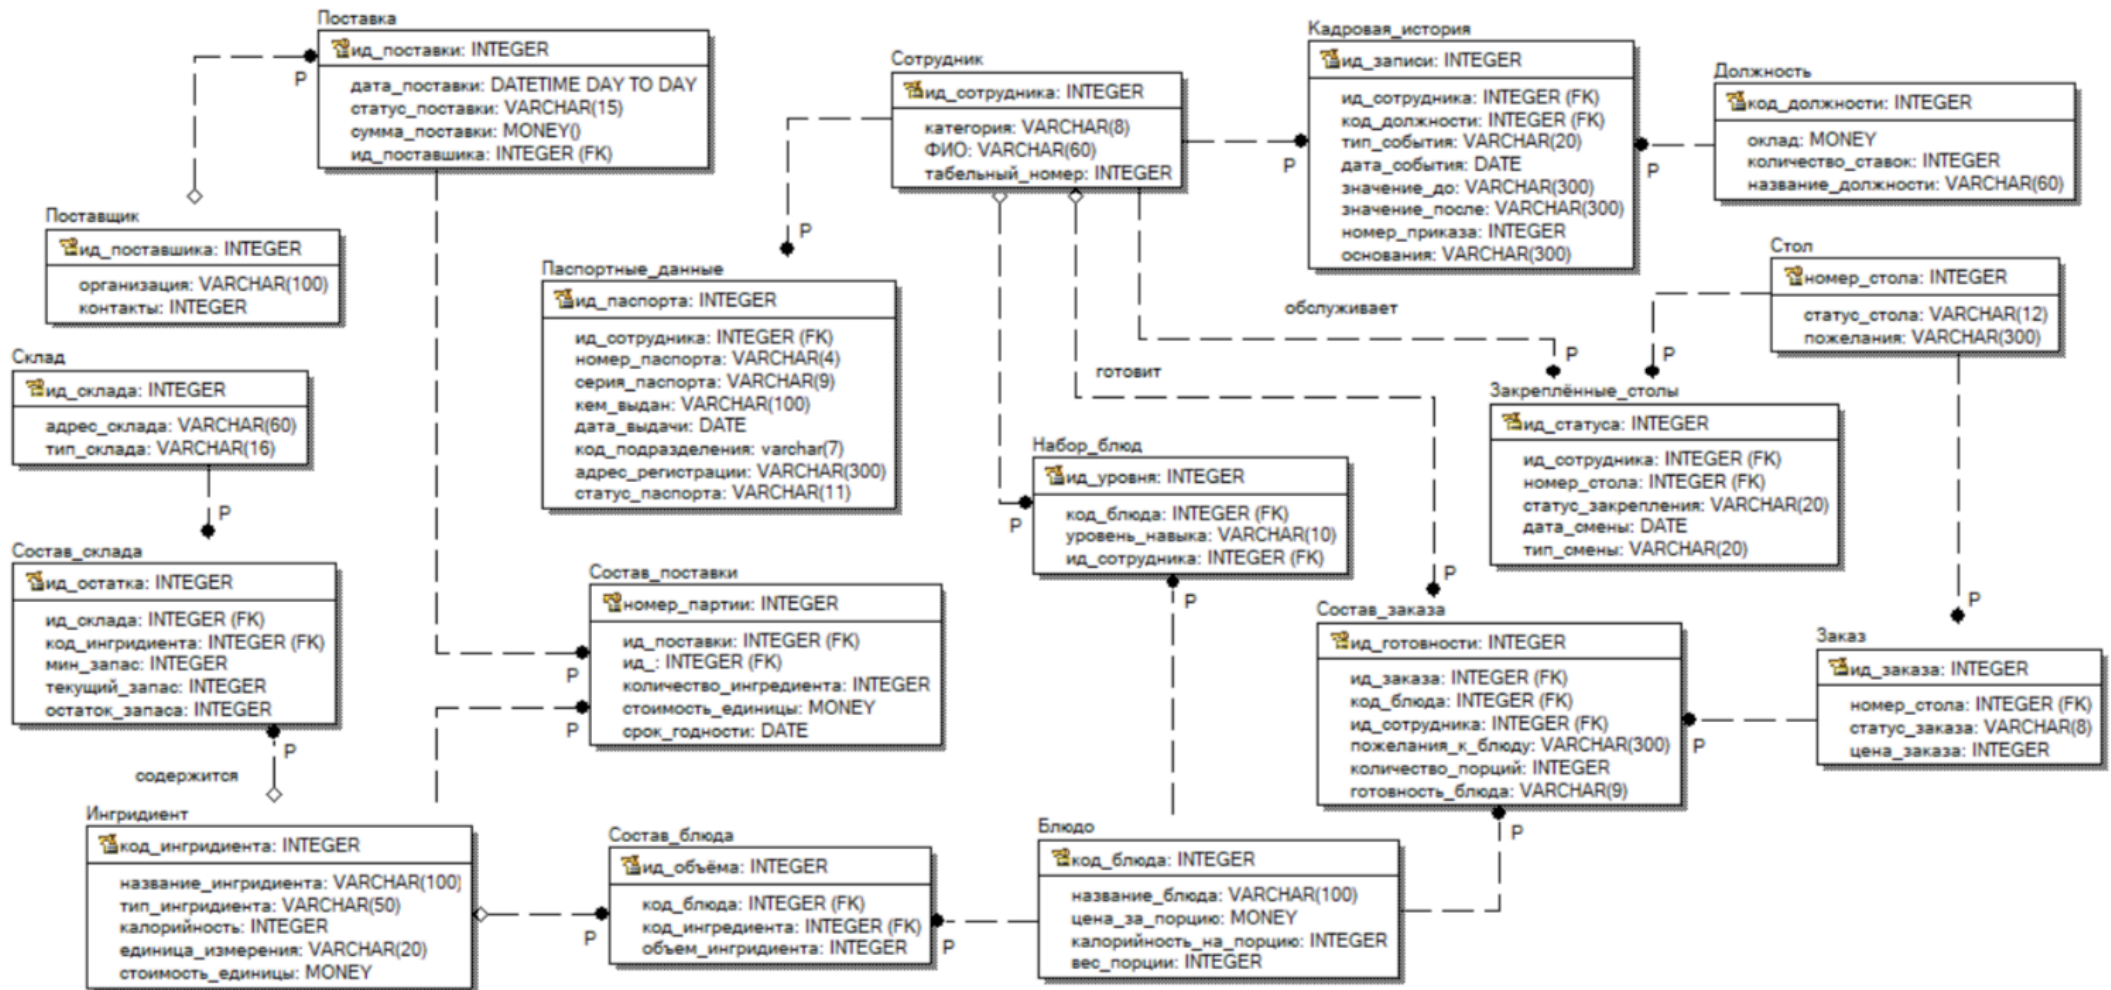 Поставка
ид_поставки: INTEGER
дата_поставки: DATETIME DAY TO DAY
статус_поставки: VARCHAR(15)
сумма_поставки: MONEY()
ид_поставшика: INTEGER (FK)
P
Поставщик
ид_поставшика: INTEGER
организация: VARCHAR(100)
контакты: INTEGER
Склад
ид_склада: INTEGER
адрес_склада: VARCHAR(60)
тип_склада: VARCHAR(16)
P
Состав_склада
ид_остатка: INTEGER
ид_склада: INTEGER (FK)
код_ингридиента: INTEGER (FK)
мин_запас: INTEGER
текущий_запас: INTEGER
остаток_запаса: INTEGER
P
содержится
Ингридиент
код_ингридиента: INTEGER
название_ингридиента: VARCHAR(100)
тип_ингридиента: VARCHAR(50)
калорийность: INTEGER
единица_измерения: VARCHAR(20)
стоимость_единицы: MONEY
Сотрудник
ид_сотрудника: INTEGER
категория: VARCHAR(8)
ФИО: VARCHAR(60)
табельный_номер: INTEGER
P
Паспортные_данные
ид_паспорта: INTEGER
ид_сотрудника: INTEGER (FK)
номер_паспорта: VARCHAR(4)
серия_паспорта: VARCHAR(9)
кем_выдан: VARCHAR(100)
дата_выдачи: DATE
код_подразделения: varchar(7)
адрес_регистрации: VARCHAR(300)
статус_паспорта: VARCHAR(11)
Состав_поставки
номер_партии: INTEGER
ид_поставки: INTEGER (FK)
ид_: INTEGER (FK)
количество_ингредиента: INTEGER
стоимость_единицы: MONEY
срок_годности: DATE
P
P
Состав_блюда
ид_объёма: INTEGER
код_блюда: INTEGER (FK)
код_ингредиента: INTEGER (FK)
объем_ингридиента: INTEGER
P
P
Кадровая_история
ид_записи: INTEGER
ид_сотрудника: INTEGER (FK)
код_должности: INTEGER (FK)
тип_события: VARCHAR(20)
дата_события: DATE
значение_до: VARCHAR(300)
значение_после: VARCHAR(300)
номер_приказа: INTEGER
основания: VARCHAR(300)
P
P
Должность
код_должности: INTEGER
оклад: MONEY
количество_ставок: INTEGER
название_должности: VARCHAR(60)
Стол
номер_стола: INTEGER
статус_стола: VARCHAR(12)
пожелания: VARCHAR(300)
обслуживает
готовит
P
P
Закреплённые_столы
ид_статуса: INTEGER
ид_сотрудника: INTEGER (FK)
номер_стола: INTEGER (FK)
статус_закрепления: VARCHAR(20)
дата_смены: DATE
тип_смены: VARCHAR(20)
Набор_блюд
ид_уровня: INTEGER
код_блюда: INTEGER (FK)
уровень_навыка: VARCHAR(10)
ид_сотрудника: INTEGER (FK)
P
P
P
Состав_заказа
ид_готовности: INTEGER
ид_заказа: INTEGER (FK)
код_блюда: INTEGER (FK)
ид_сотрудника: INTEGER (FK)
пожелания_к_блюду: VARCHAR(300)
количество_порций: INTEGER
готовность_блюда: VARCHAR(9)
P
P
P
Заказ
ид_заказа: INTEGER
номер_стола: INTEGER (FK)
статус_заказа: VARCHAR(8)
цена_заказа: INTEGER
Блюдо
код_блюда: INTEGER
название_блюда: VARCHAR(100)
цена_за_порцию: MONEY
калорийность_на_порцию: INTEGER
вес_порции: INTEGER